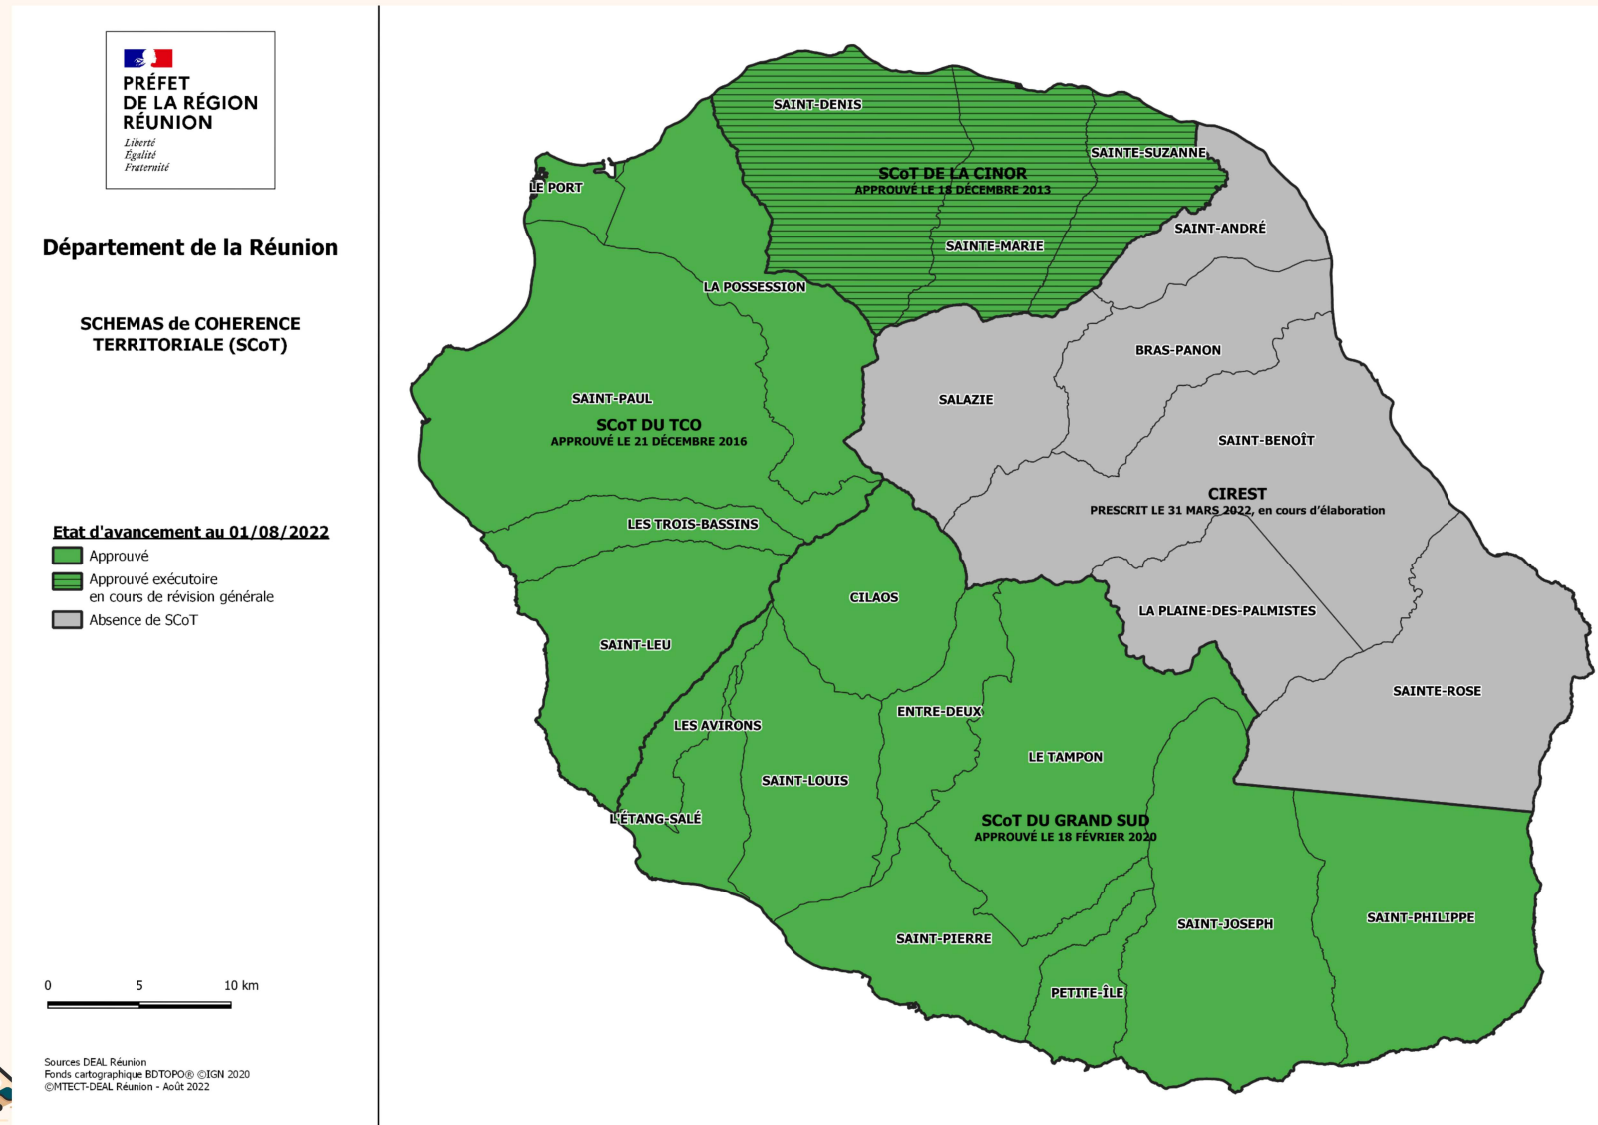 PRÉFET
DE LA RÉGION
RÉUNION
Liberté
Égalité
Fraternité
Département de la Réunion
SCHEMAS de COHERENCE
TERRITORIALE (SCoT)
Etat d'avancement au 01/08/2022
Approuvé
Approuvé exécutoire
en cours de révision générale
Absence de SCoT
0 5 10 km
Sources DEAL Réunion
Fonds cartographique BDTOPO® ©IGN 2020
©MTECT-DEAL Réunion - Août 2022
SAINT-DENIS
SAINTE-SUZANNE
SCoT DE LA CINOR
APPROUVÉ LE 18 DÉCEMBRE 2013
LE PORT
SAINT-ANDRÉ
SAINTE-MARIE
LA POSSESSION
BRAS-PANON
SAINT-PAUL
SALAZIE
SCoT DU TCO
APPROUVÉ LE 21 DÉCEMBRE 2016
SAINT-BENOÎT
CIREST
PRESCRIT LE 31 MARS 2022, en cours d'élaboration
LES TROIS-BASSINS
CILAOS
LA PLAINE-DES-PALMISTES
SAINT-LEU
SAINTE-ROSE
ENTRE-DEUX
LES AVIRONS
LE TAMPON
SAINT-LOUIS
L'ÉTANG-SALÉ
SCoT DU GRAND SUD
APPROUVÉ LE 18 FÉVRIER 2020
SAINT-PHILIPPE
SAINT-JOSEPH
SAINT-PIERRE
PETITE-ÎLE